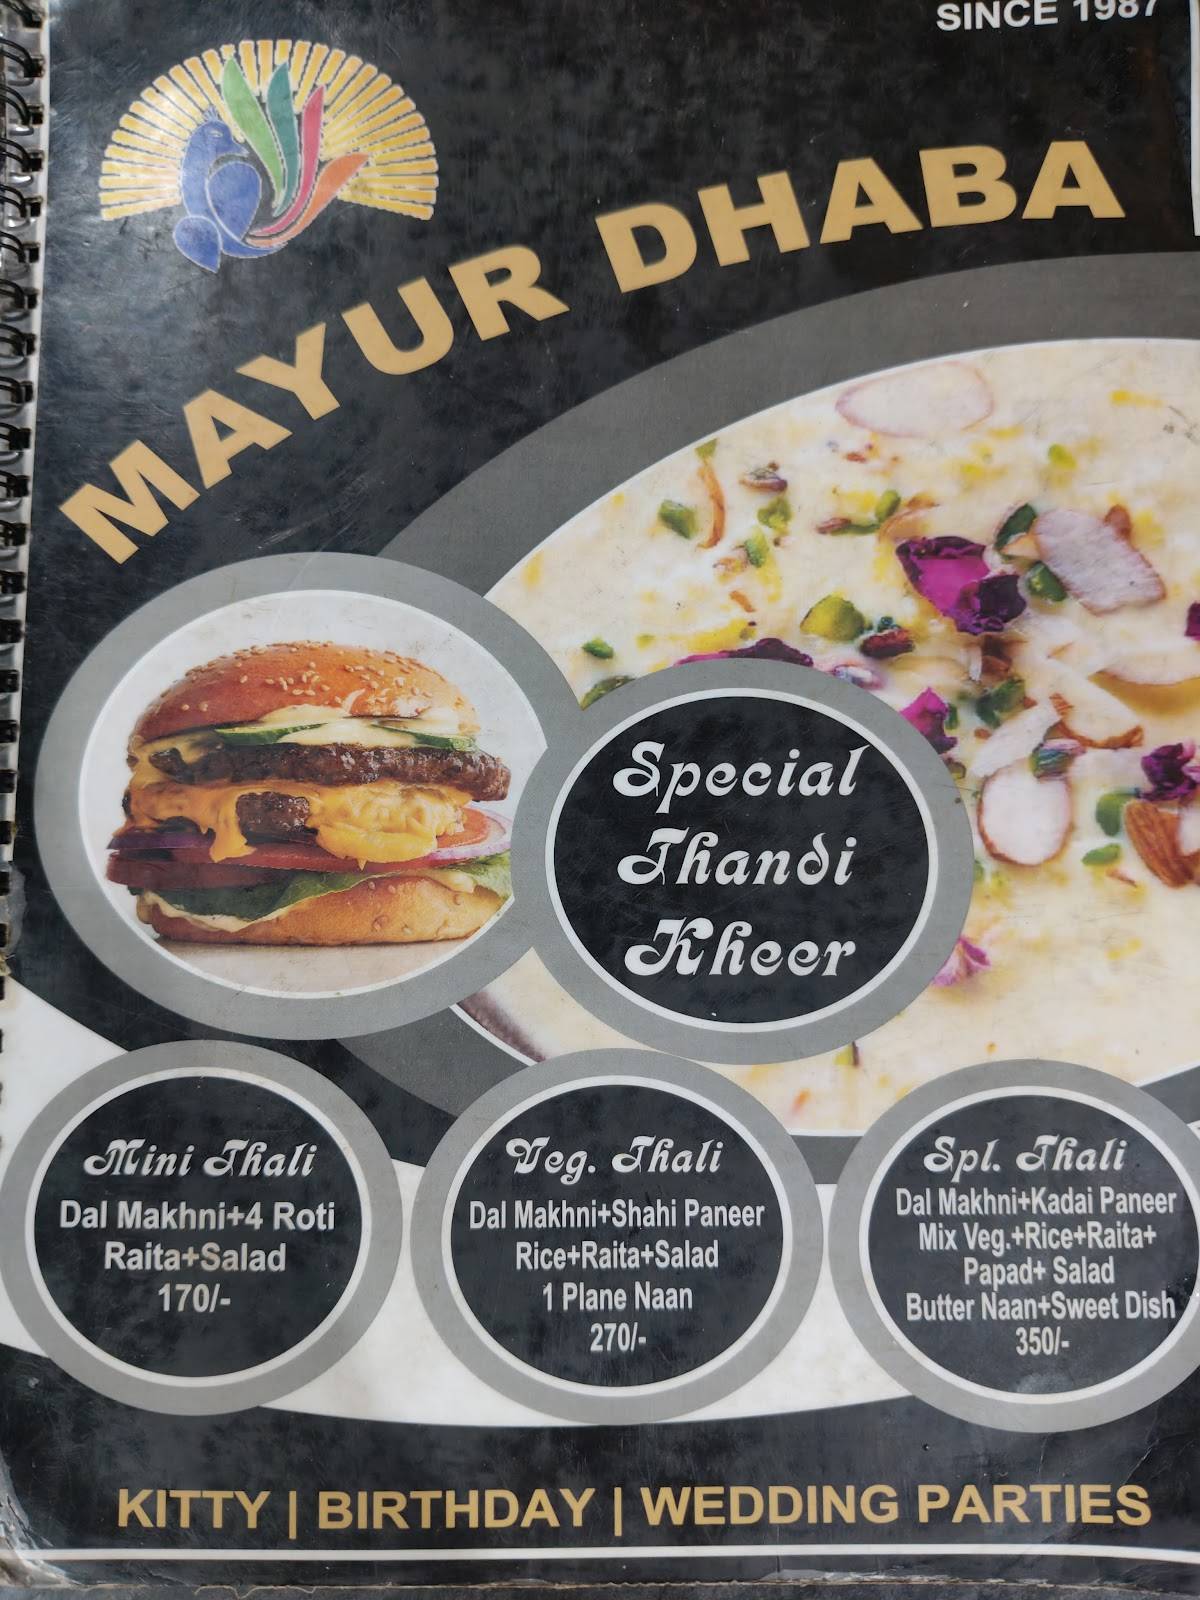 SINCE 1987
MAYUR DHABA
Special
Thandi
Kheer
Mini Thali
Dal Makhni+4 Roti
Raita+Salad
170/-
Veg. Thali
Dal Makhni+Shahi Paneer
Rice+Raita+Salad
1 Plane Naan
270/-
Spl. Thali
Dal Makhni+Kadai Paneer
Mix Veg.+Rice+Raita+
Papad+ Salad
Butter Naan+Sweet Dish
350/-
KITTY | BIRTHDAY | WEDDING PARTIES